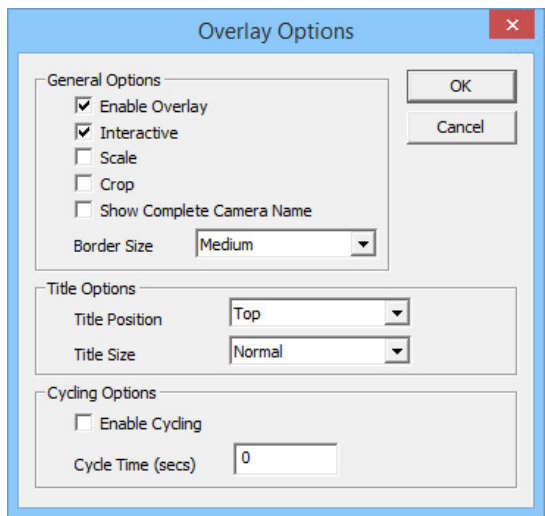 Overlay Options
General Options
Enable Overlay
Interactive
Scale
Crop
Show Complete Camera Name
Border Size Medium
OK
Cancel
Title Options
Title Position Top
Title Size Normal
Cycling Options
Enable Cycling
Cycle Time (secs) 0